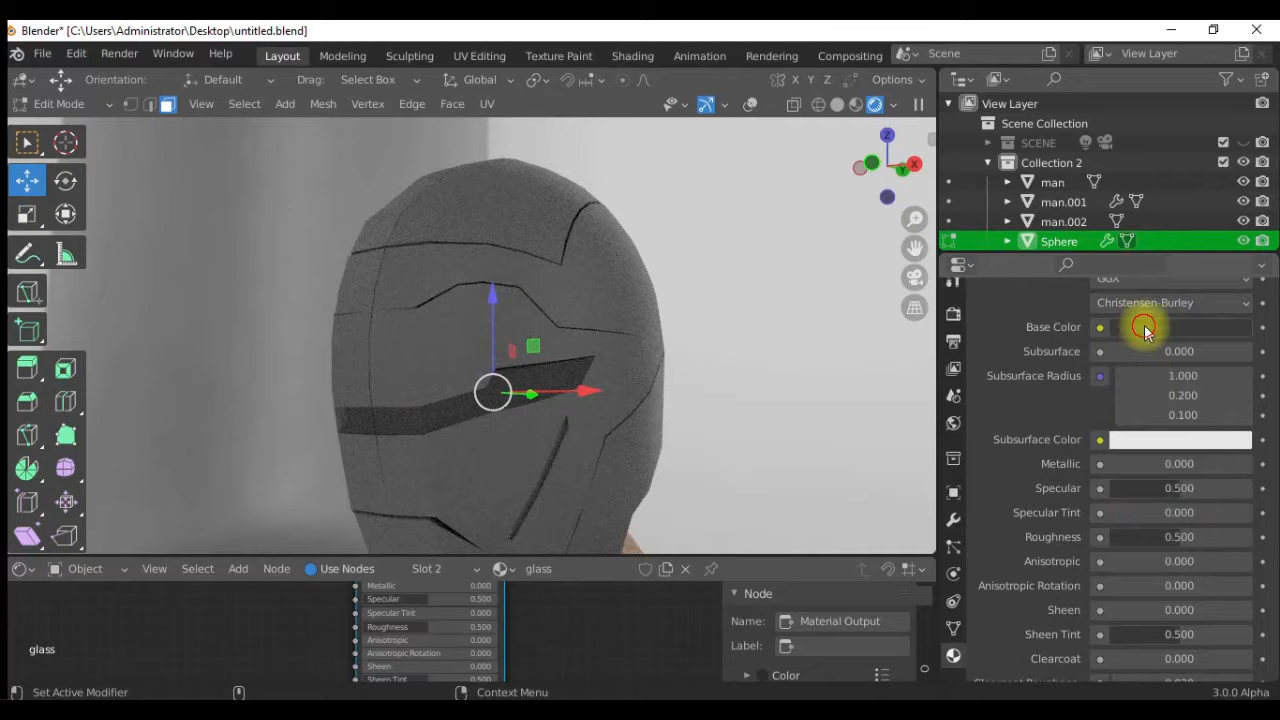 Blender* [C:\Users\Administrator\Desktop\untitled.blend]
File Edit Render Window Help Layout Modeling Sculpting UV Editing Texture Paint Shading Animation Rendering Compositing Scene View Layer
Orientation: Default Drag: Select Box Global X Y Z Options
Edit Mode View Select Add Mesh Vertex Edge Face UV
View Layer
Scene Collection
SCENE
Collection 2
man
man.001
man.002
Sphere
Z
X
Y
GGX
Christensen-Burley
Base Color
Subsurface 0.000
Subsurface Radius 1.000
0.200
0.100
Subsurface Color
Metallic 0.000
Specular 0.500
Specular Tint 0.000
Roughness 0.500
Anisotropic 0.000
Anisotropic Rotation 0.000
Sheen 0.000
Sheen Tint 0.500
Clearcoat 0.000
Clearcoat Roughness 0.030
Object View Select Add Node Use Nodes Slot 2 glass
Metallic 0.000
Specular 0.500
Specular Tint 0.000
Roughness 0.500
Anisotropic 0.000
Anisotropic Rotation 0.000
Sheen 0.000
Sheen Tint 0.500
Node
Name: Material Output
Label:
Color
glass
Set Active Modifier Context Menu 3.0.0 Alpha